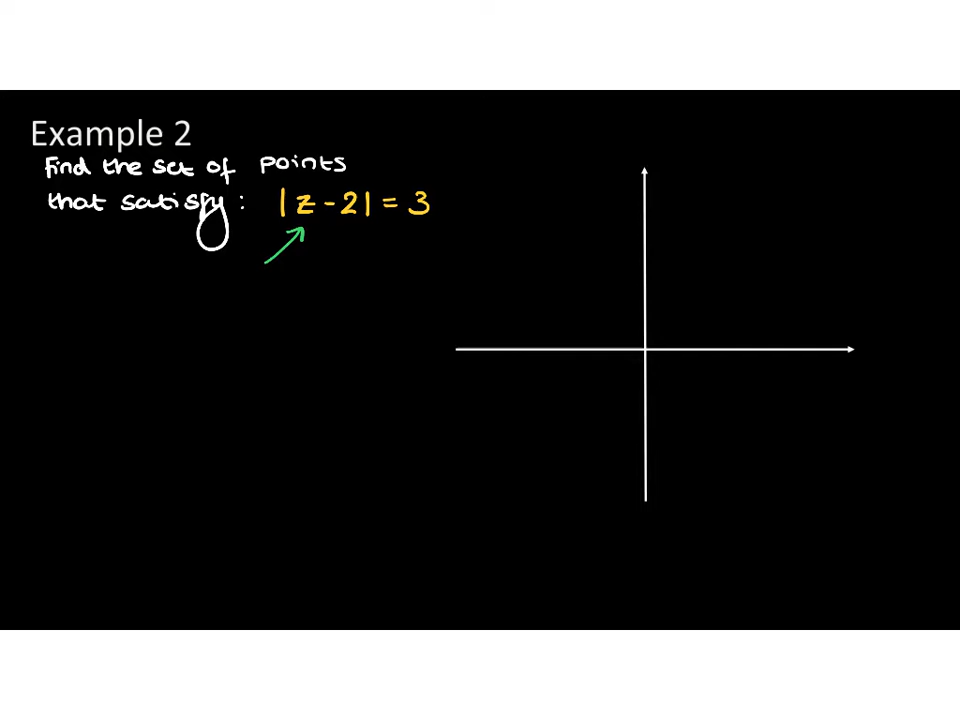 Example 2
Find the set of points
that satisfy : |z - 2| = 3